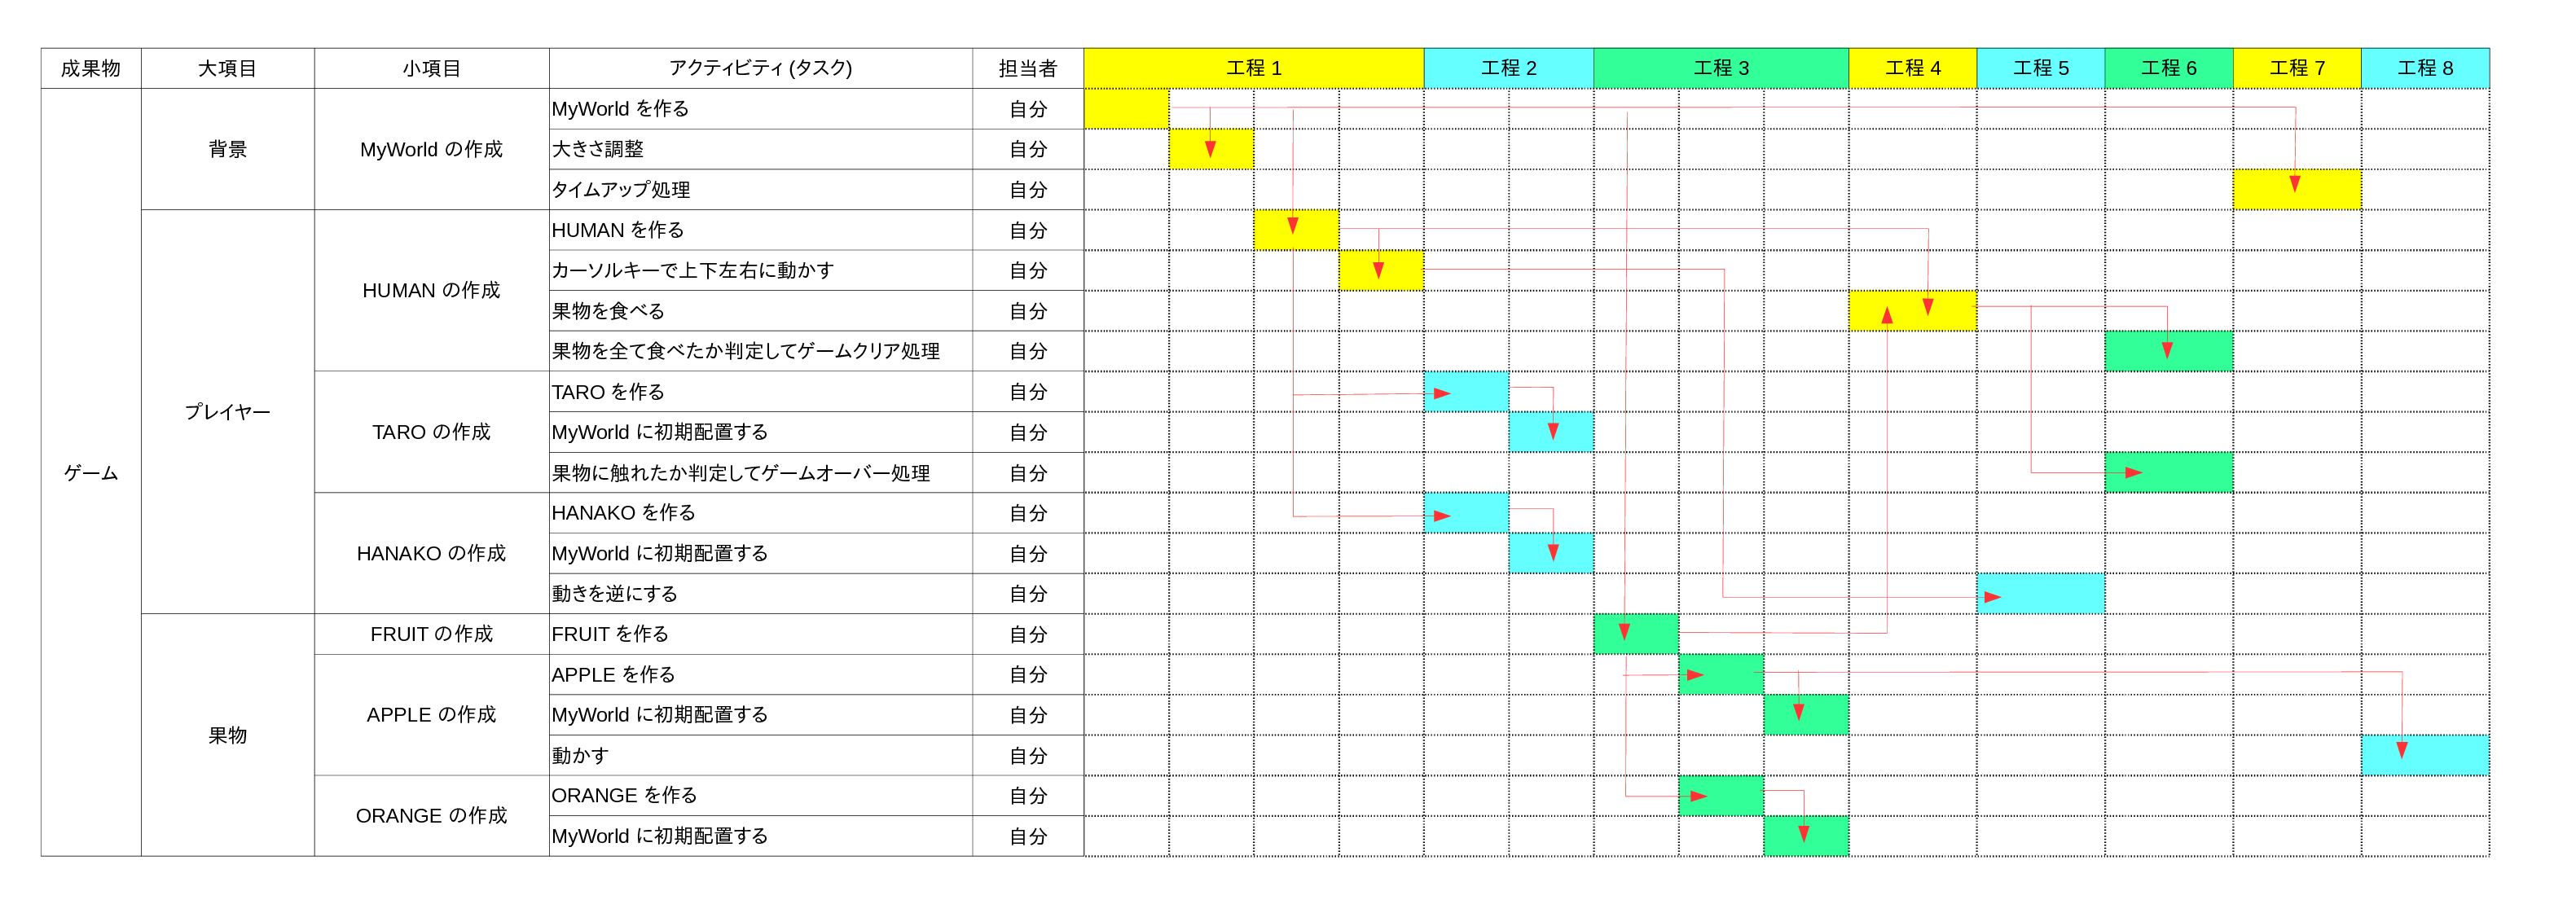 成果物 大項目 小項目 アクティビティ (タスク) 担当者 工程 1 工程 2 工程 3 工程 4 工程 5 工程 6 工程 7 工程 8
ゲーム
背景
MyWorld の作成
MyWorld を作る 自分
大きさ調整 自分
タイムアップ処理 自分
プレイヤー
HUMAN の作成
HUMAN を作る 自分
カーソルキーで上下左右に動かす 自分
果物を食べる 自分
果物を全て食べたか判定してゲームクリア処理 自分
TARO の作成
TARO を作る 自分
MyWorld に初期配置する 自分
果物に触れたか判定してゲームオーバー処理 自分
HANAKO の作成
HANAKO を作る 自分
MyWorld に初期配置する 自分
動きを逆にする 自分
果物
FRUIT の作成
FRUIT を作る 自分
APPLE の作成
APPLE を作る 自分
MyWorld に初期配置する 自分
動かす 自分
ORANGE の作成
ORANGE を作る 自分
MyWorld に初期配置する 自分